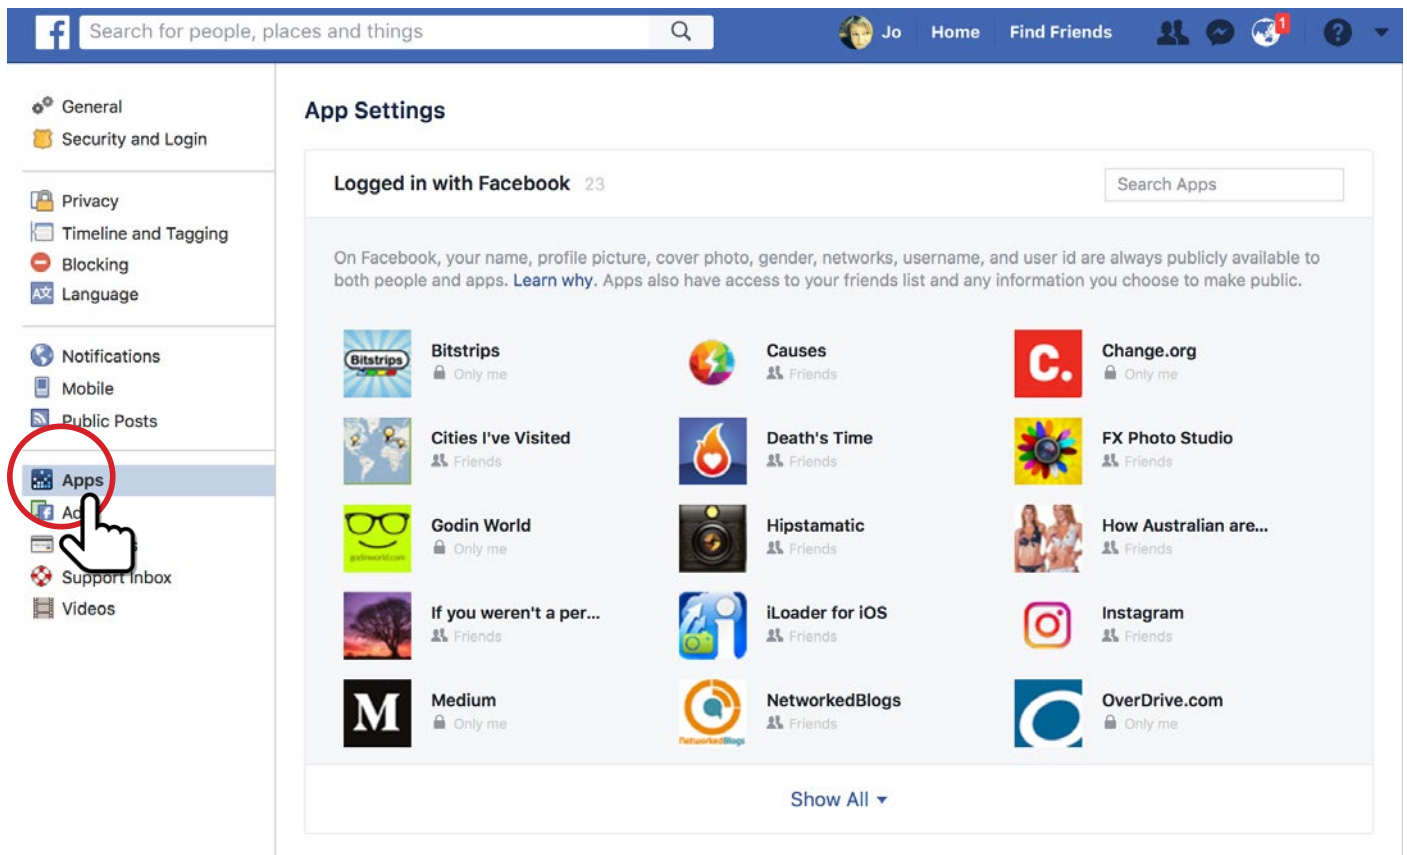 f
Search for people, places and things
Jo
Home
Find Friends
1
?
General
Security and Login
Privacy
Timeline and Tagging
Blocking
Language
Notifications
Mobile
Public Posts
Apps
Support Inbox
Videos
App Settings
Logged in with Facebook 23
Search Apps
On Facebook, your name, profile picture, cover photo, gender, networks, username, and user id are always publicly available to
both people and apps. Learn why. Apps also have access to your friends list and any information you choose to make public.
Bitstrips
Bitstrips
Only me
Causes
Friends
C.
Change.org
Only me
Cities I've Visited
Friends
Death's Time
Friends
FX Photo Studio
Friends
godinworld.com
Godin World
Only me
Hipstamatic
Friends
How Australian are...
Friends
If you weren't a per...
Friends
i
iLoader for iOS
Friends
Instagram
Friends
M
Medium
Only me
NetworkedBlogs
NetworkedBlogs
Friends
O
OverDrive.com
Only me
Show All